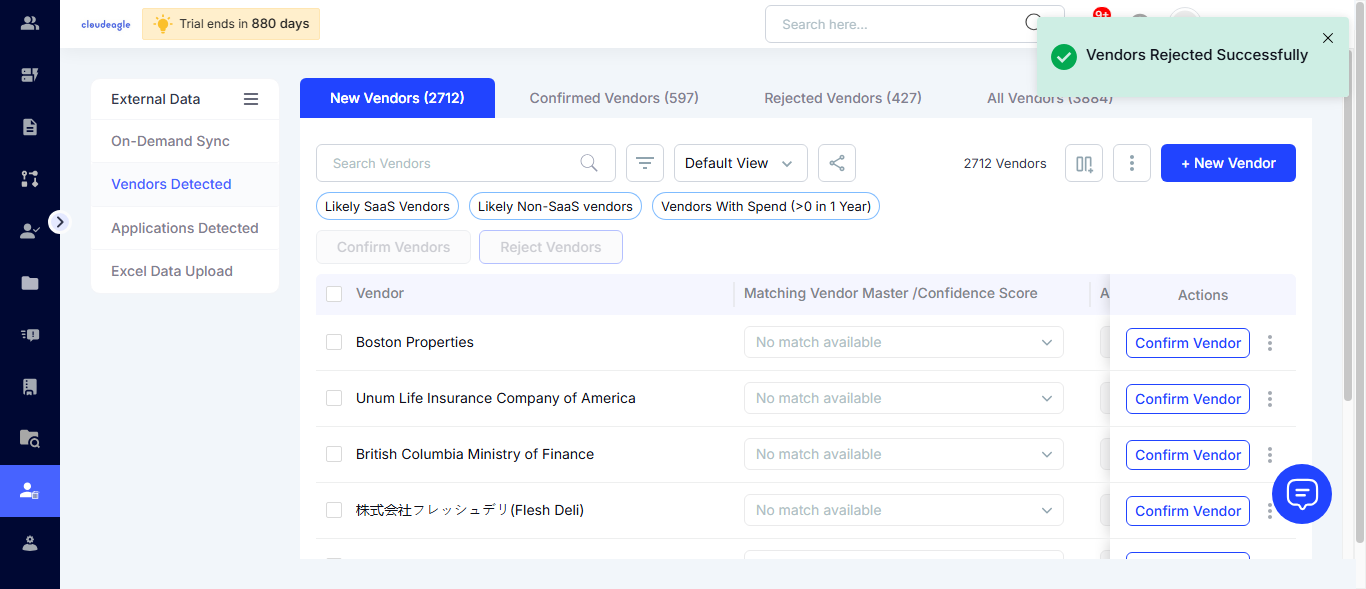 cloudeagle
Trial ends in 880 days
Search here...
9+
Vendors Rejected Successfully
External Data
On-Demand Sync
Vendors Detected
Applications Detected
Excel Data Upload
New Vendors (2712)
Confirmed Vendors (597)
Rejected Vendors (427)
All Vendors (3884)
Search Vendors
Default View
2712 Vendors
+ New Vendor
Likely SaaS Vendors
Likely Non-SaaS vendors
Vendors With Spend (>0 in 1 Year)
Confirm Vendors
Reject Vendors
Vendor
Matching Vendor Master /Confidence Score
A
Actions
Boston Properties
No match available
Confirm Vendor
Unum Life Insurance Company of America
No match available
Confirm Vendor
British Columbia Ministry of Finance
No match available
Confirm Vendor
株式会社フレッシュデリ(Flesh Deli)
No match available
Confirm Vendor